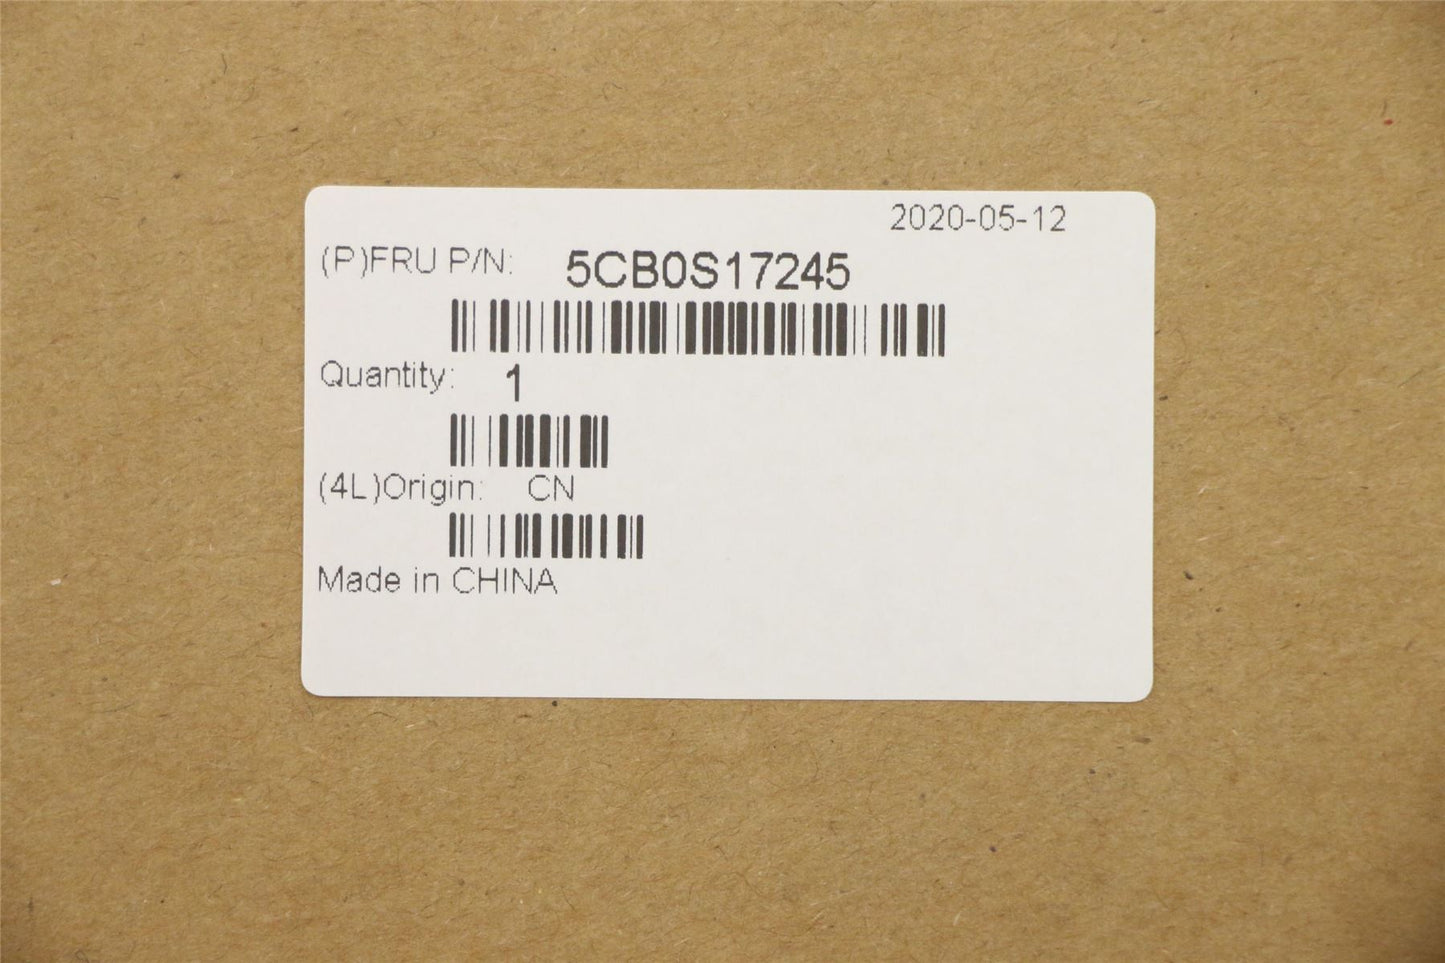 2020-05-12
(P)FRU P/N: 5CB0S17245
Quantity: 1
(4L)Origin: CN
Made in CHINA